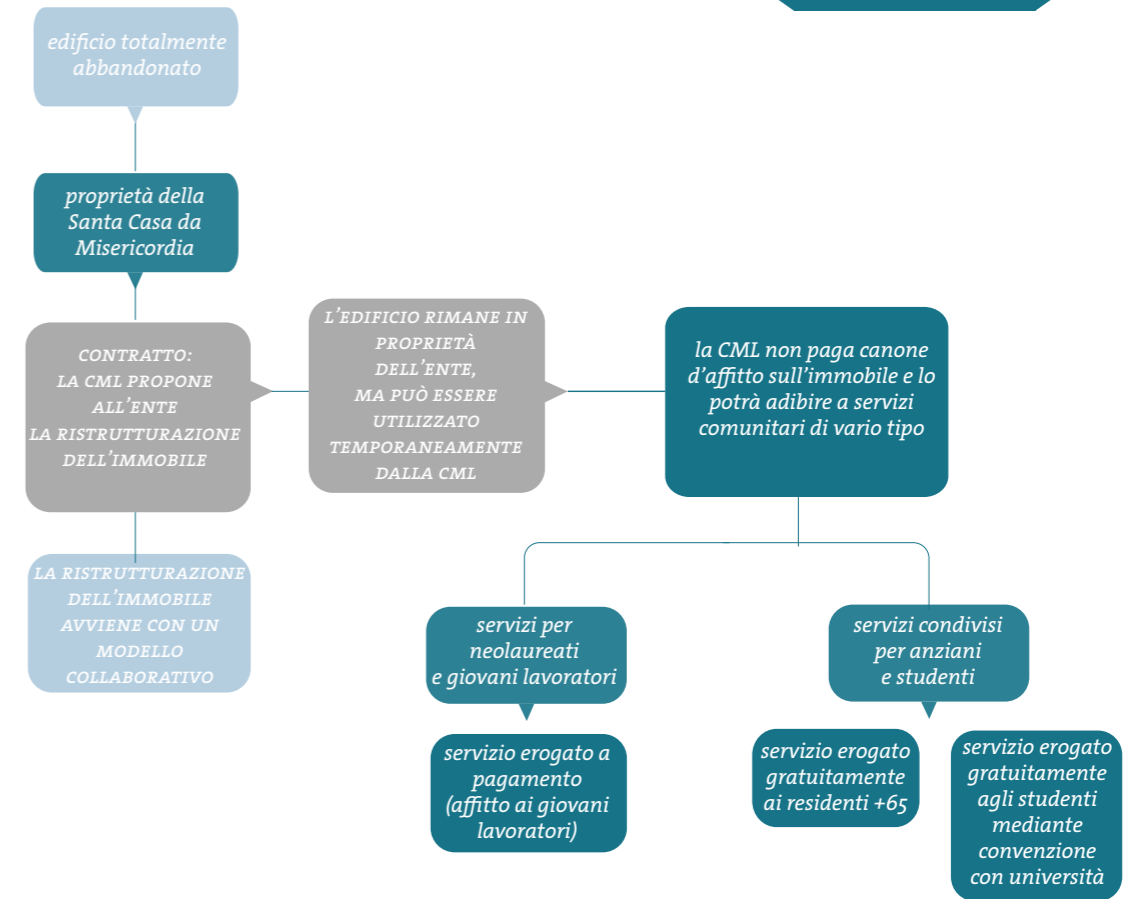 edificio totalmente
abbandonato
proprietà della
Santa Casa da
Misericordia
CONTRATTO:
LA CML PROPONE
ALL'ENTE
LA RISTRUTTURAZIONE
DELL'IMMOBILE
L'EDIFICIO RIMANE IN
PROPRIETÀ
DELL'ENTE,
MA PUÒ ESSERE
UTILIZZATO
TEMPORANEAMENTE
DALLA CML
la CML non paga canone
d'affitto sull'immobile e lo
potrà adibire a servizi
comunitari di vario tipo
LA RISTRUTTURAZIONE
DELL'IMMOBILE
AVVIENE CON UN
MODELLO
COLLABORATIVO
servizi per
neolaureati
e giovani lavoratori
servizi condivisi
per anziani
e studenti
servizio erogato a
pagamento
(affitto ai giovani
lavoratori)
servizio erogato
gratuitamente
ai residenti +65
servizio erogato
gratuitamente
agli studenti
mediante
convenzione
con università